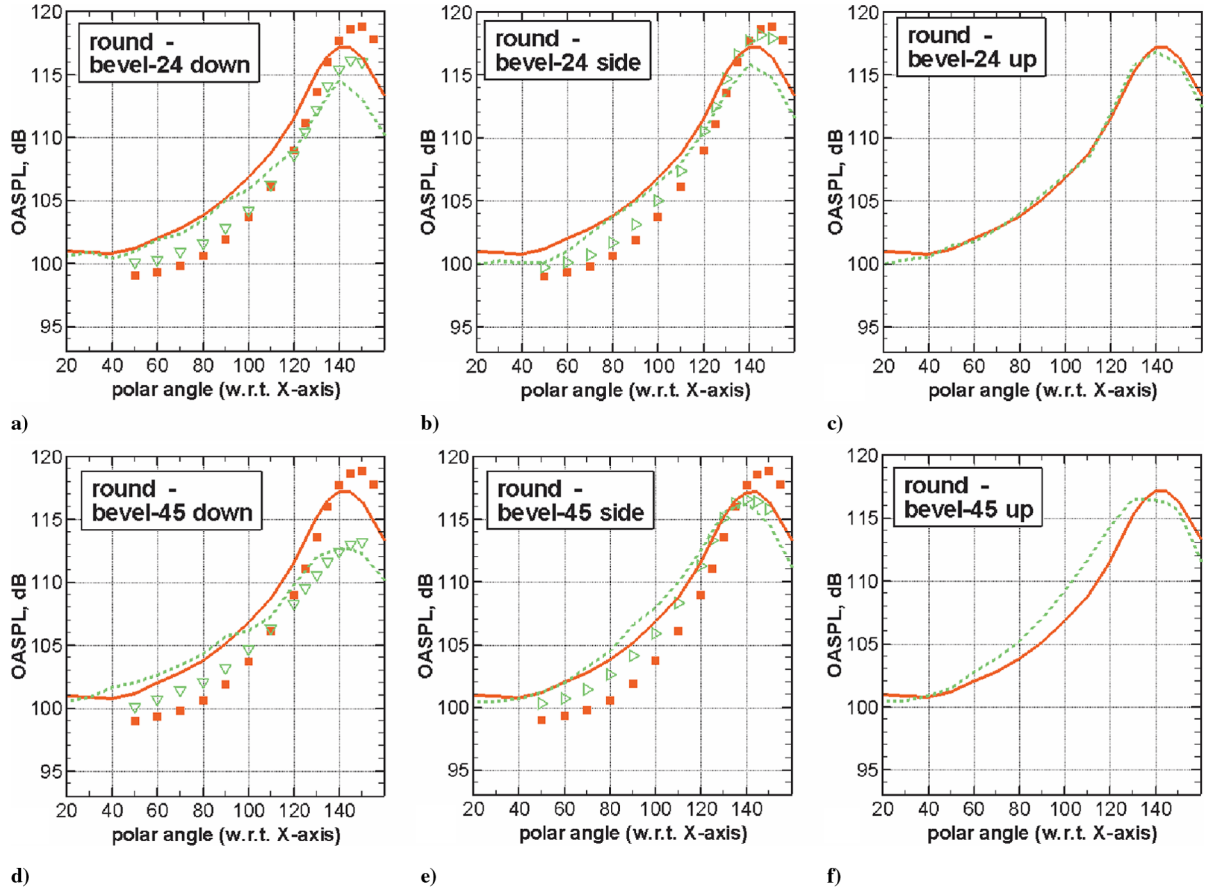 round -
bevel-24 down
OASPL, dB
120
115
110
105
100
95
20 40 60 80 100 120 140
polar angle (w.r.t. X-axis)
a)
round -
bevel-24 side
OASPL, dB
120
115
110
105
100
95
20 40 60 80 100 120 140
polar angle (w.r.t. X-axis)
b)
round -
bevel-24 up
OASPL, dB
120
115
110
105
100
95
20 40 60 80 100 120 140
polar angle (w.r.t. X-axis)
c)
round -
bevel-45 down
OASPL, dB
120
115
110
105
100
95
20 40 60 80 100 120 140
polar angle (w.r.t. X-axis)
d)
round -
bevel-45 side
OASPL, dB
120
115
110
105
100
95
20 40 60 80 100 120 140
polar angle (w.r.t. X-axis)
e)
round -
bevel-45 up
OASPL, dB
120
115
110
105
100
95
20 40 60 80 100 120 140
polar angle (w.r.t. X-axis)
f)